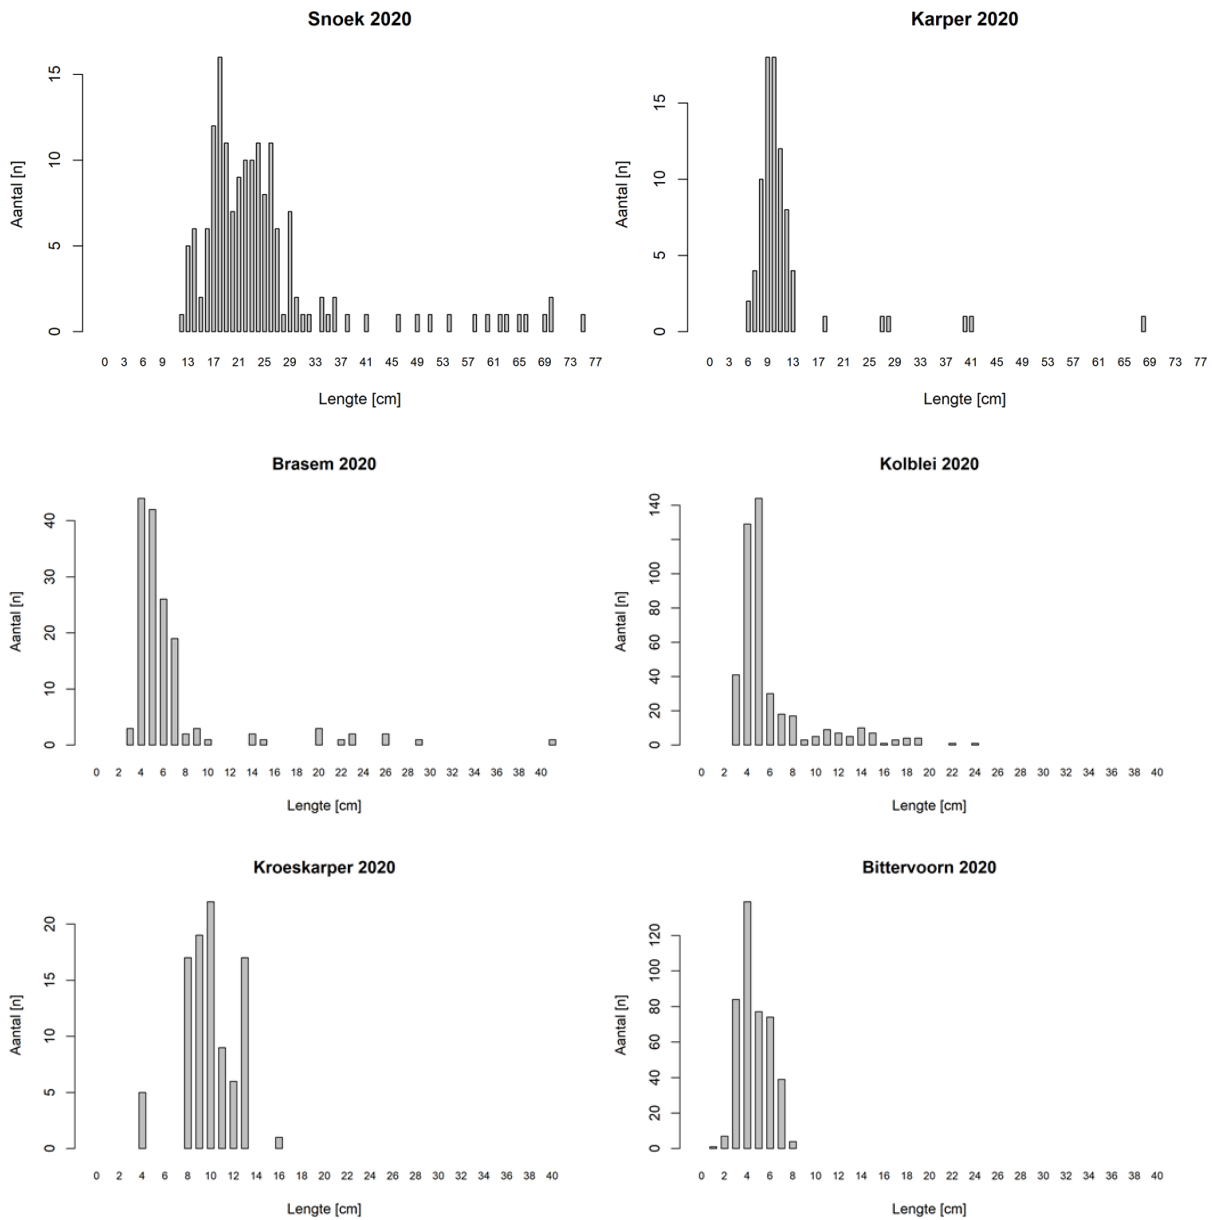 Snoek 2020
Aantal [n]
15
10
5
0
0 3 6 9 13 17 21 25 29 33 37 41 45 49 53 57 61 65 69 73 77
Lengte [cm]
Karper 2020
Aantal [n]
15
10
5
0
0 3 6 9 13 17 21 25 29 37 41 45 49 53 57 61 65 69 73 77
Lengte [cm]
Brasem 2020
Aantal [n]
40
30
20
10
0
0 2 4 6 8 10 12 14 16 18 20 22 24 26 28 30 32 34 36 38 40
Lengte [cm]
Kolblei 2020
Aantal [n]
140
100
80
60
40
20
0
0 2 4 6 8 10 12 14 16 18 20 22 24 26 28 30 32 34 36 38 40
Lengte [cm]
Kroeskarper 2020
Aantal [n]
20
15
10
5
0
0 2 4 6 8 10 12 14 16 18 20 22 24 26 28 30 32 34 36 38 40
Lengte [cm]
Bittervoorn 2020
Aantal [n]
120
100
80
60
40
20
0
0 2 4 6 8 10 12 14 16 18 20 22 24 26 28 30 32 34 36 38 40
Lengte [cm]